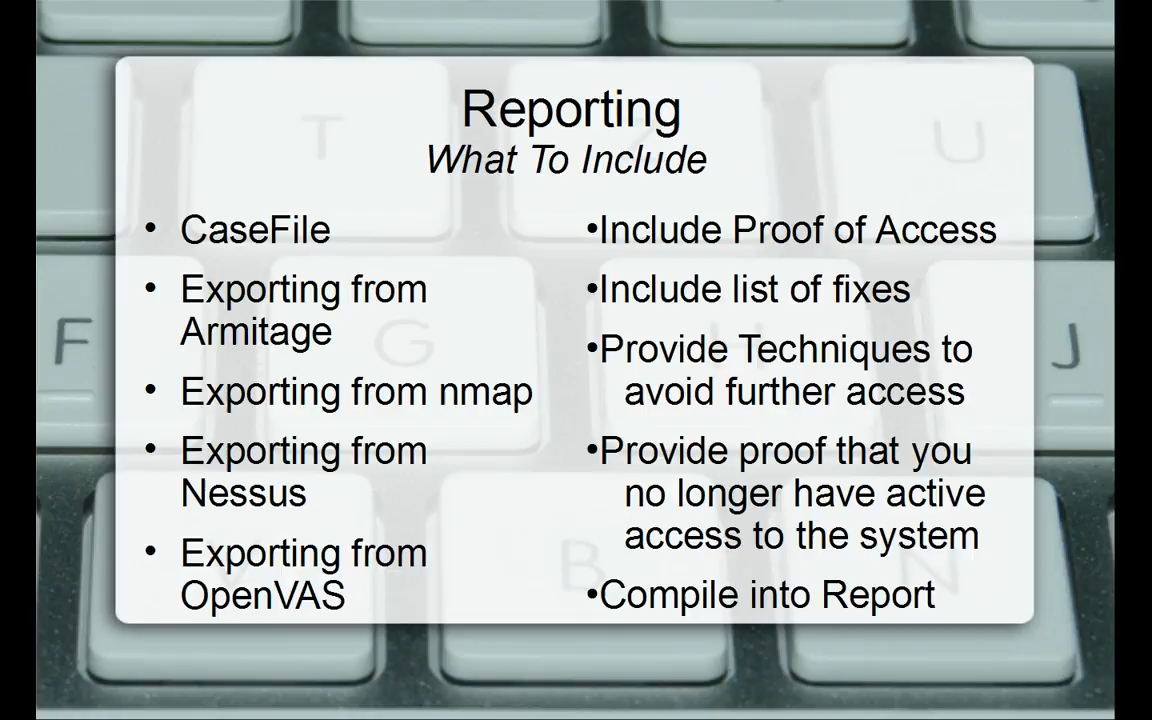 Reporting
What To Include
• CaseFile
• Exporting from
Armitage
• Exporting from nmap
• Exporting from
Nessus
• Exporting from
OpenVAS
•Include Proof of Access
•Include list of fixes
•Provide Techniques to
avoid further access
•Provide proof that you
no longer have active
access to the system
•Compile into Report
T
U
F
G
H
J
V
B
N